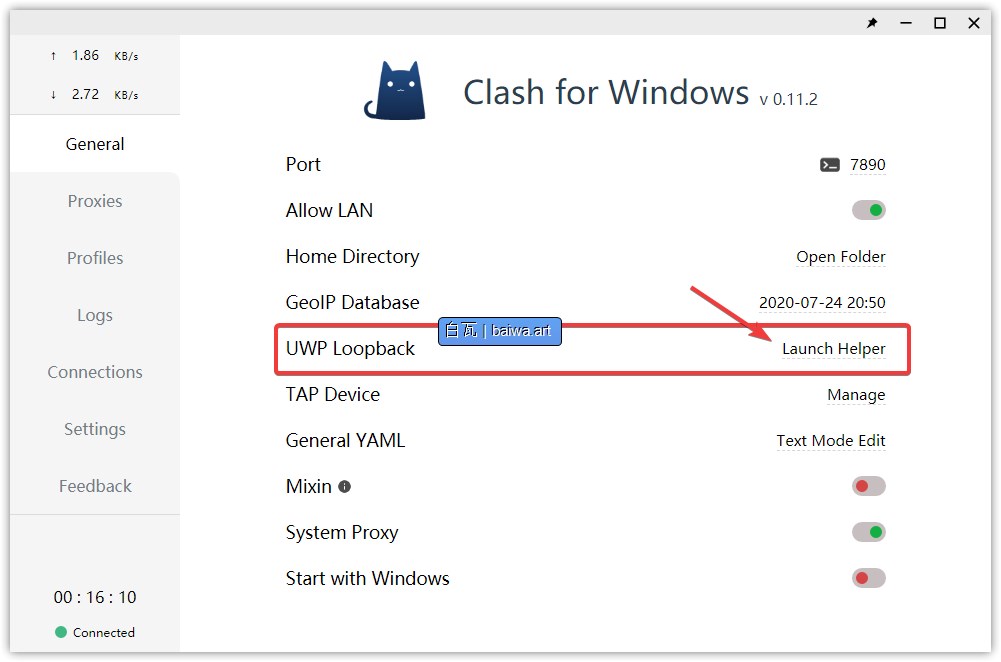 ↑ 1.86 KB/s
↓ 2.72 KB/s
General
Proxies
Profiles
Logs
Connections
Settings
Feedback
00 : 16 : 10
Connected
Clash for Windows v 0.11.2
Port 7890
Allow LAN
Home Directory Open Folder
GeoIP Database 2020-07-24 20:50
白瓦 | baiwa.art
UWP Loopback Launch Helper
TAP Device Manage
General YAML Text Mode Edit
Mixin
System Proxy
Start with Windows